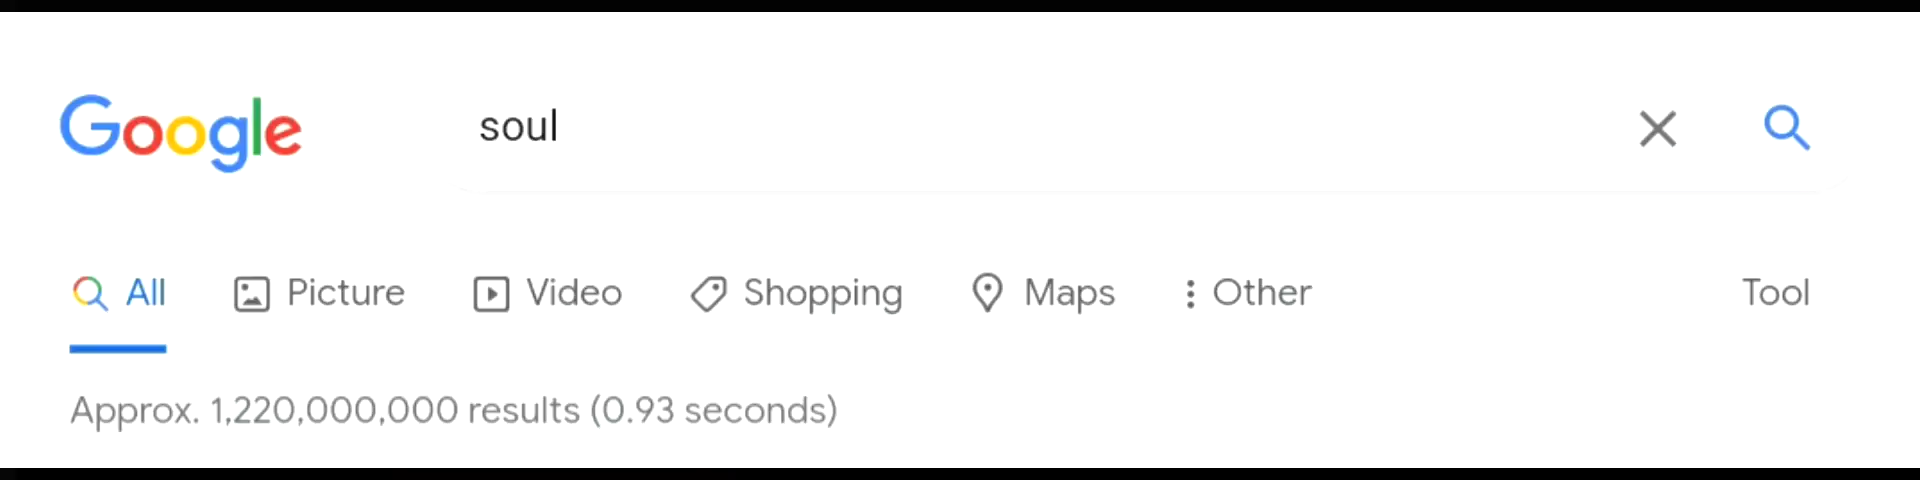 Google soul
All Picture Video Shopping Maps Other Tool
Approx. 1,220,000,000 results (0.93 seconds)